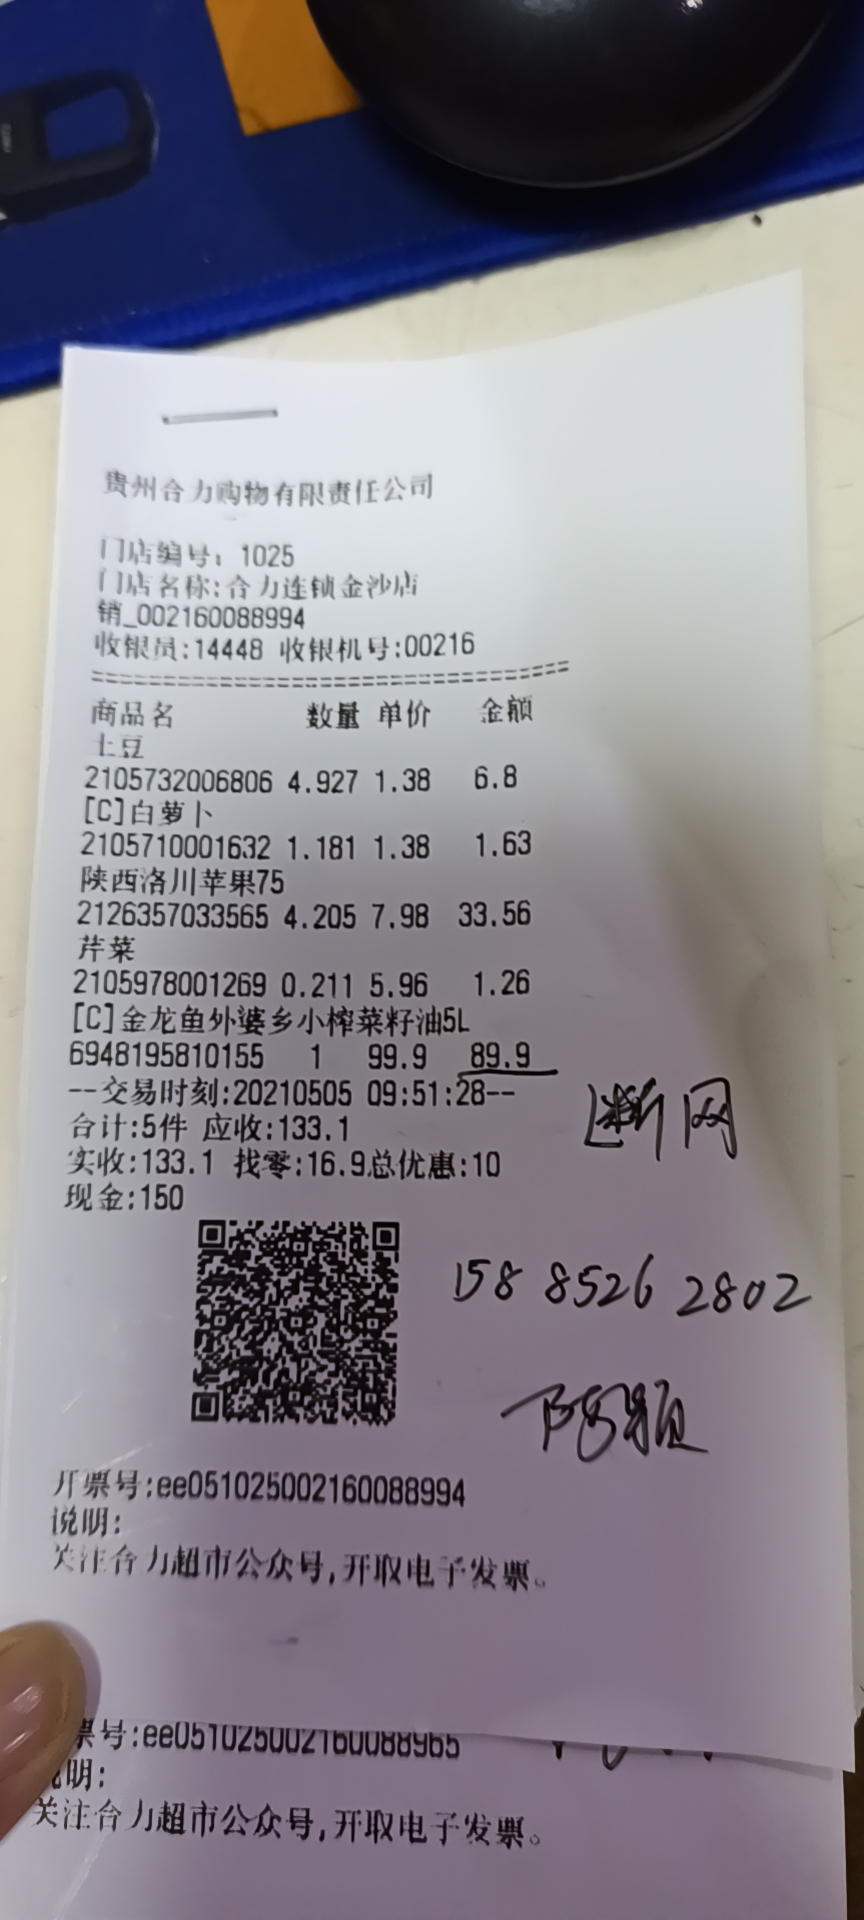 贵州合力购物有限责任公司
门店编号: 1025
门店名称:合力连锁金沙店
销_002160088994
收银员:14448 收银机号:00216
==================================
商品名 数量 单价 金额
土豆
2105732006806 4.927 1.38 6.8
[C]白萝卜
2105710001632 1.181 1.38 1.63
陕西洛川苹果75
2126357033565 4.205 7.98 33.56
芹菜
2105978001269 0.211 5.96 1.26
[C]金龙鱼外婆乡小榨菜籽油5L
6948195810155 1 99.9 89.9
--交易时刻:20210505 09:51:28--
断网
合计:5件 应收:133.1
实收:133.1 找零:16.9总优惠:10
现金:150
158 8526 2802
阿颖
开票号:ee051025002160088994
说明:
关注合力超市公众号,开取电子发票。
票号:ee051025002160088965
说明:
关注合力超市公众号,开取电子发票。